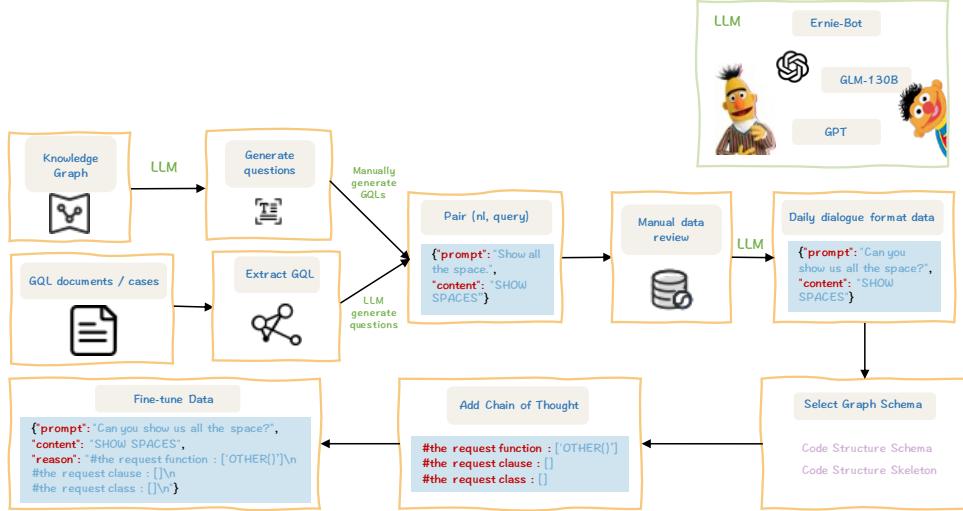 LLM
Ernie-Bot
GLM-130B
GPT
Knowledge
Graph
LLM
Generate
questions
Manually
generate
GQLs
GQL documents / cases
Extract GQL
LLM
generate
questions
Pair (nl, query)
{"prompt": "Show all
the space.",
"content": "SHOW
SPACES"}
Manual data
review
LLM
Daily dialogue format data
{"prompt": "Can you
show us all the space?",
"content": "SHOW
SPACES"}
Select Graph Schema
Code Structure Schema
Code Structure Skeleton
Add Chain of Thought
#the request function : ['OTHER()']
#the request clause : []
#the request class : []
Fine-tune Data
{"prompt": "Can you show us all the space?",
"content": "SHOW SPACES",
"reason": "#the request function : ['OTHER()']\n
#the request clause : []\n
#the request class : []\n"}